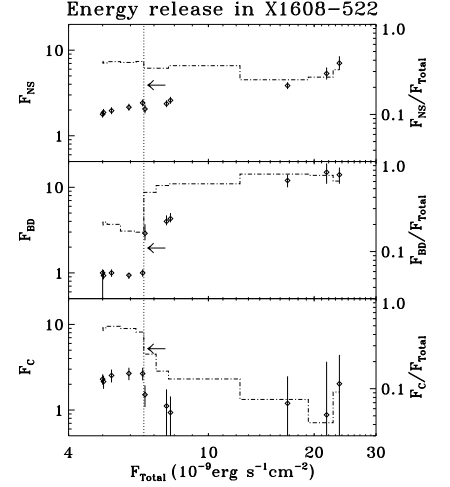 Energy release in X1608-522
10
1
F_NS
1.0
0.1
F_NS/F_Total
10
1
F_BD
1.0
0.1
F_BD/F_Total
10
1
F_C
1.0
0.1
F_C/F_Total
4 10 20 30
F_Total (10^-9 erg s^-1 cm^-2)